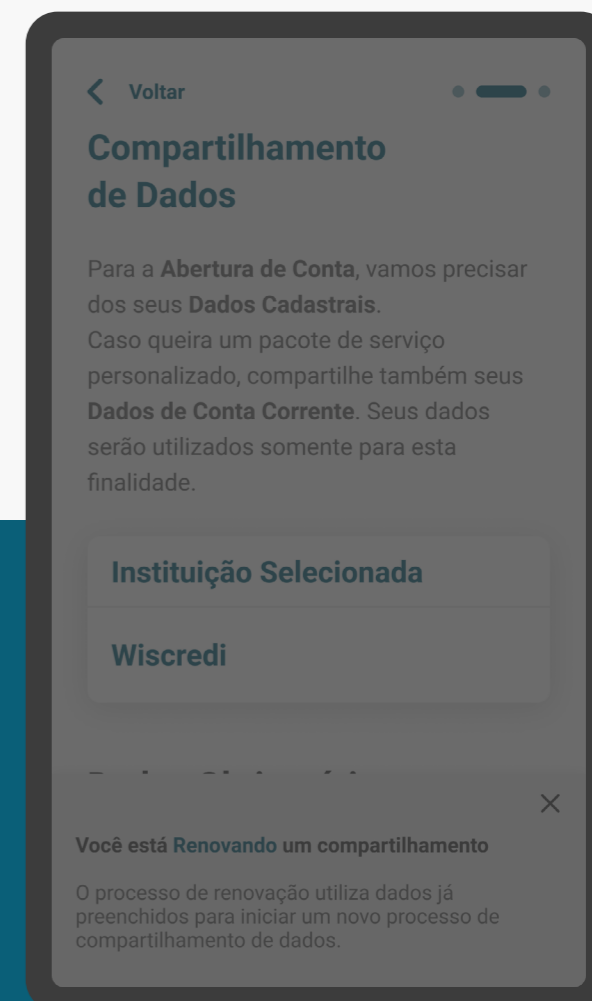 Voltar
Compartilhamento
de Dados
Para a Abertura de Conta, vamos precisar
dos seus Dados Cadastrais.
Caso queira um pacote de serviço
personalizado, compartilhe também seus
Dados de Conta Corrente. Seus dados
serão utilizados somente para esta
finalidade.
Instituição Selecionada
Wiscredi
Você está Renovando um compartilhamento
O processo de renovação utiliza dados já
preenchidos para iniciar um novo processo de
compartilhamento de dados.